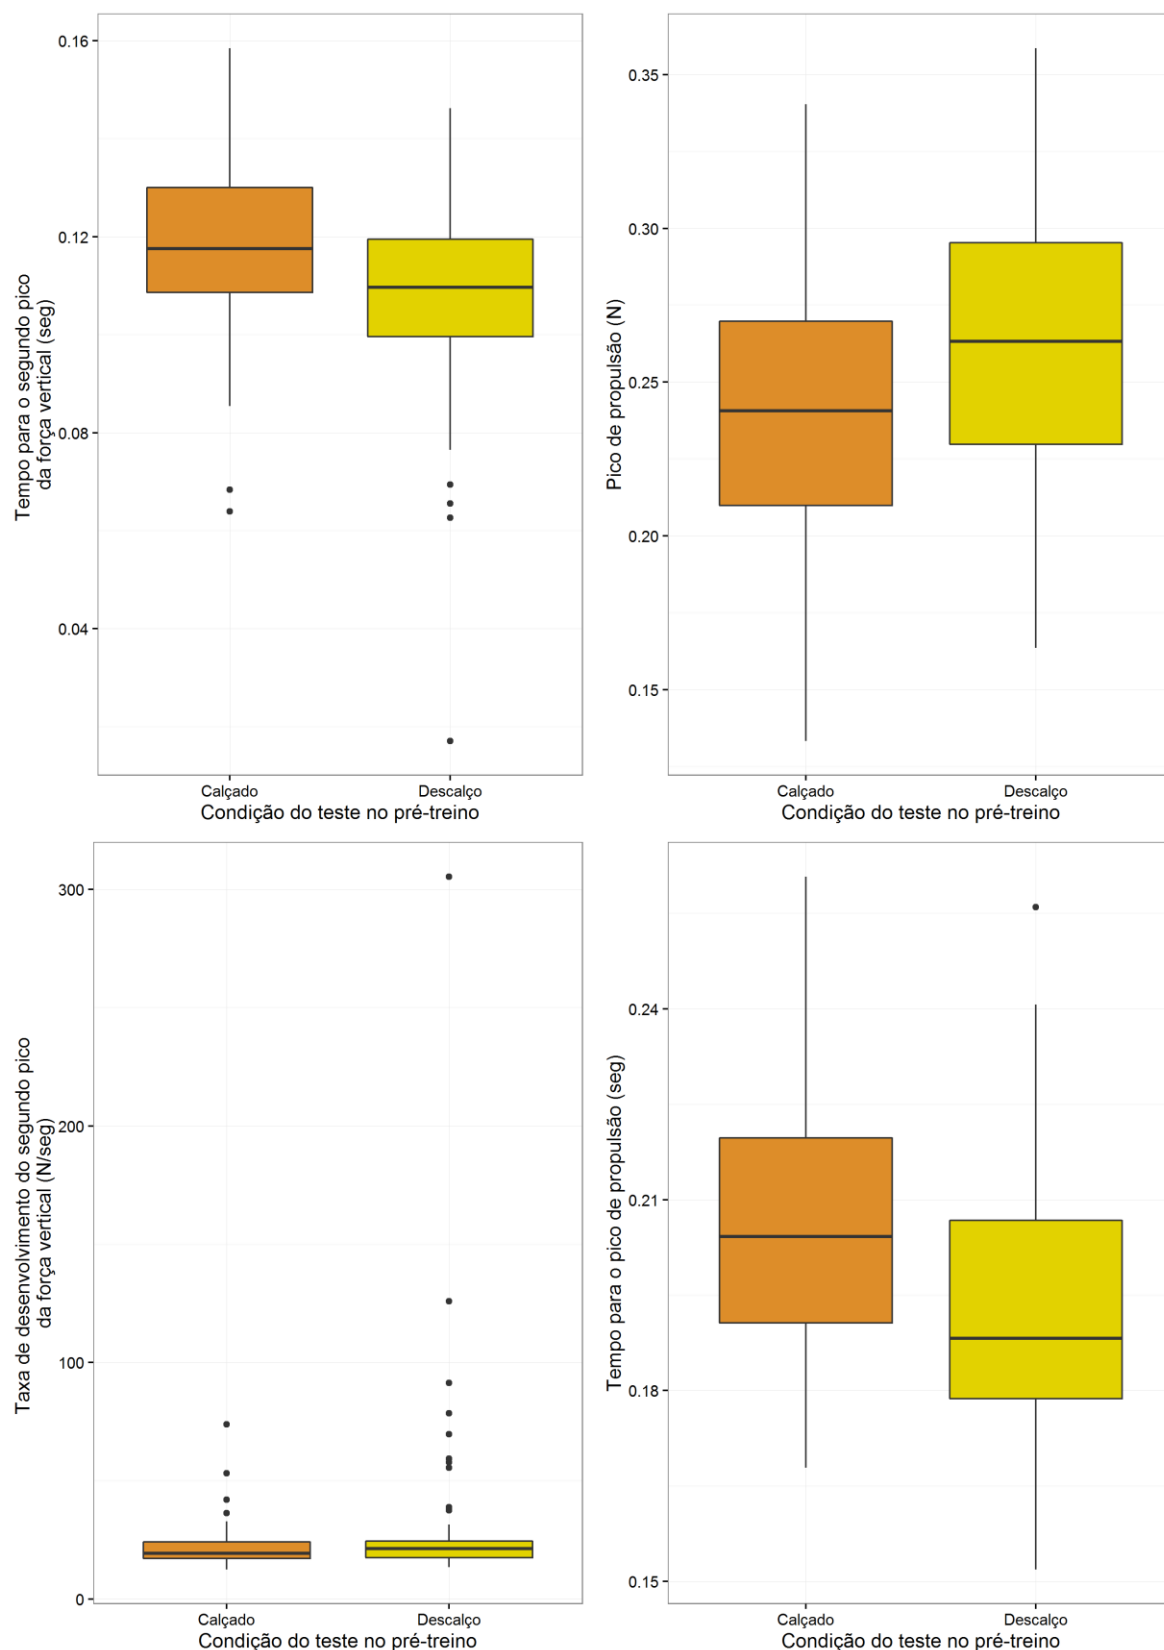 Tempo para o segundo pico
da força vertical (seg)
0.16
0.12
0.08
0.04
Calçado
Descalço
Condição do teste no pré-treino
Pico de propulsão (N)
0.35
0.30
0.25
0.20
0.15
Calçado
Descalço
Condição do teste no pré-treino
Taxa de desenvolvimento do segundo pico
da força vertical (N/seg)
300
200
100
0
Calçado
Descalço
Condição do teste no pré-treino
Tempo para o pico de propulsão (seg)
0.24
0.21
0.18
0.15
Calçado
Descalço
Condição do teste no pré-treino